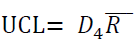 UCL= D₄R̅